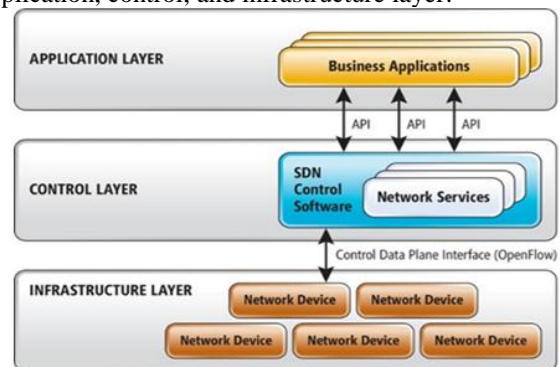 plication, control, and infrastructure layer.
APPLICATION LAYER
Business Applications
API
API
API
CONTROL LAYER
SDN
Control
Software
Network Services
Control Data Plane Interface (OpenFlow)
INFRASTRUCTURE LAYER
Network Device
Network Device
Network Device
Network Device
Network Device